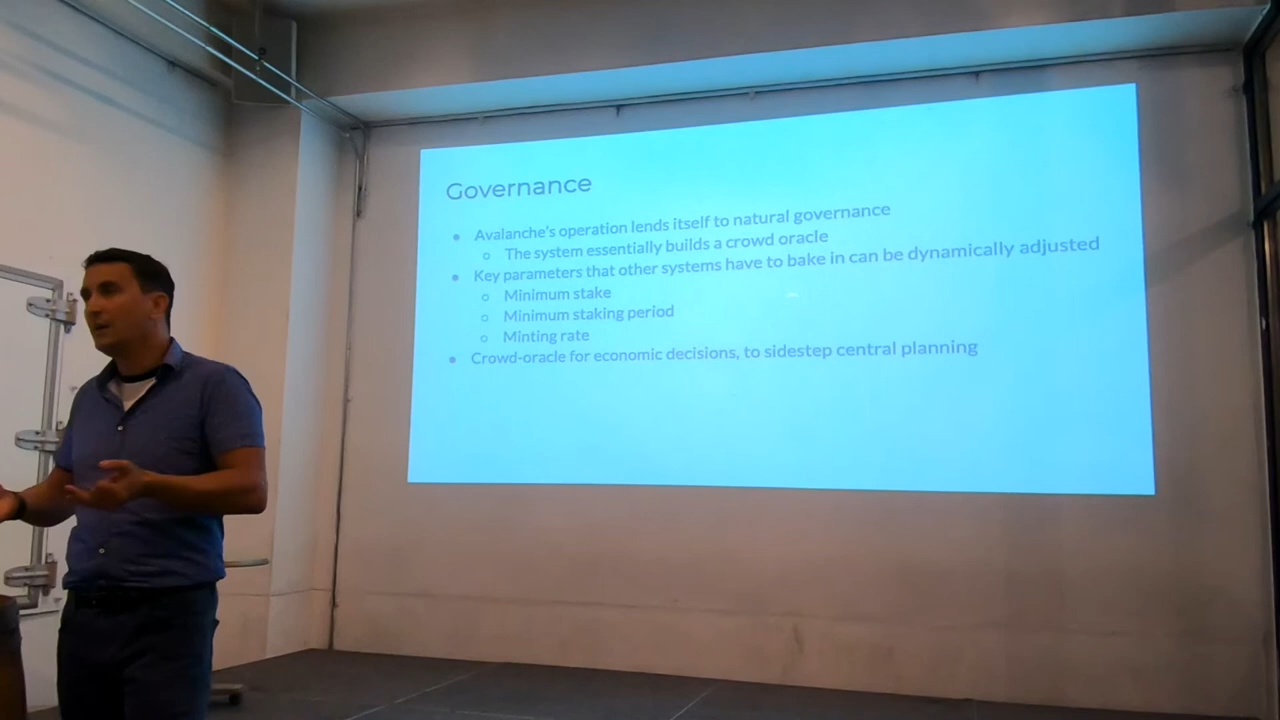 Governance
• Avalanche's operation lends itself to natural governance
○ The system essentially builds a crowd oracle
• Key parameters that other systems have to bake in can be dynamically adjusted
○ Minimum stake
○ Minimum staking period
○ Minting rate
• Crowd-oracle for economic decisions, to sidestep central planning